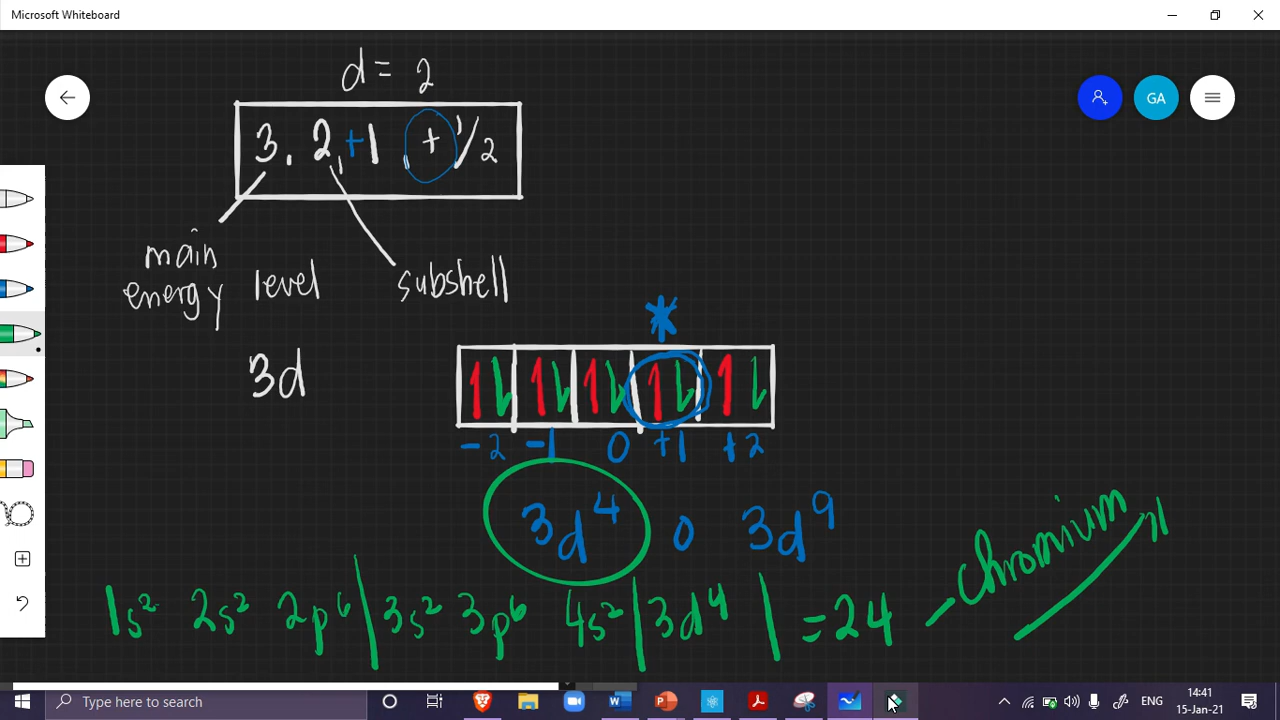 Microsoft Whiteboard
d = 2
3. 2, +1, +1/2
GA
main energy level
subshell
3d
*
1 1 1 1 1
-2 -1 0 +1 +2
3d⁴ 0 3d⁹
chromium
1s² 2s² 2p⁶ | 3s² 3p⁶ 4s² | 3d⁴ | = 24
Type here to search
ENG
14:41
15-Jan-21